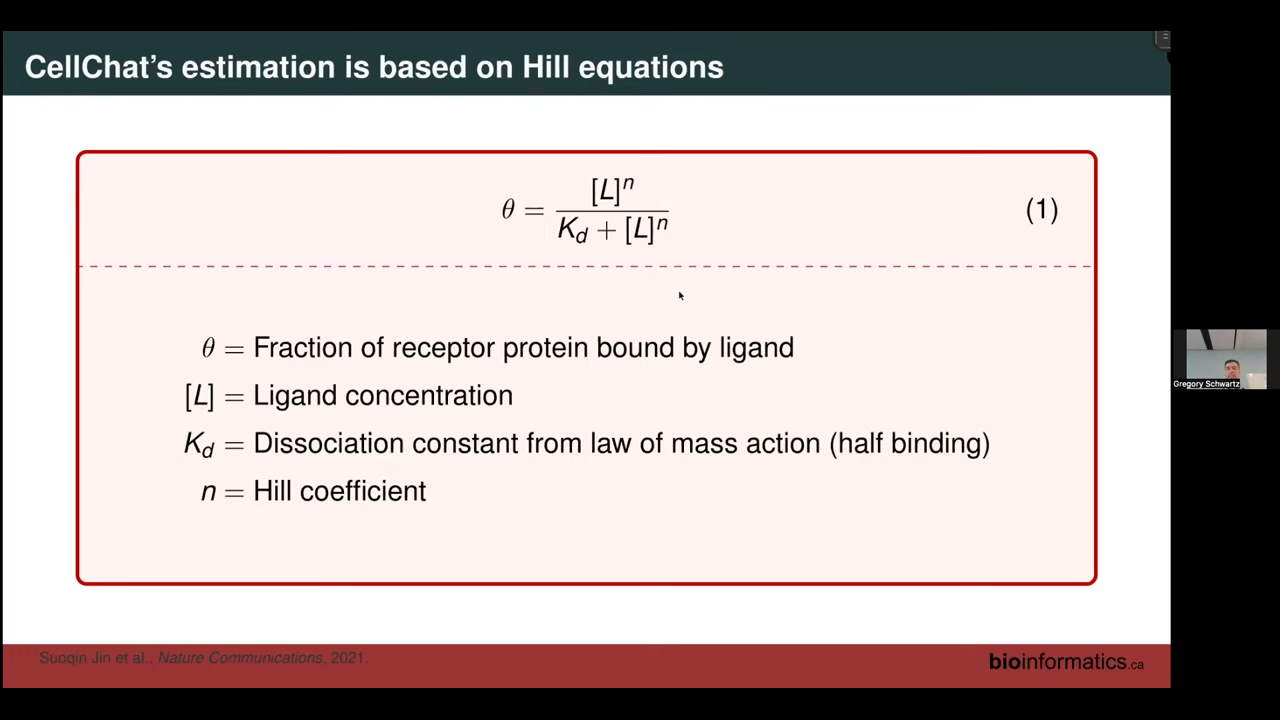 CellChat’s estimation is based on Hill equations
θ = [L]ⁿ / (K_d + [L]ⁿ) (1)
θ = Fraction of receptor protein bound by ligand
[L] = Ligand concentration
K_d = Dissociation constant from law of mass action (half binding)
n = Hill coefficient
Gregory Schwartz
Suoqin Jin et al., Nature Communications, 2021.
bioinformatics.ca